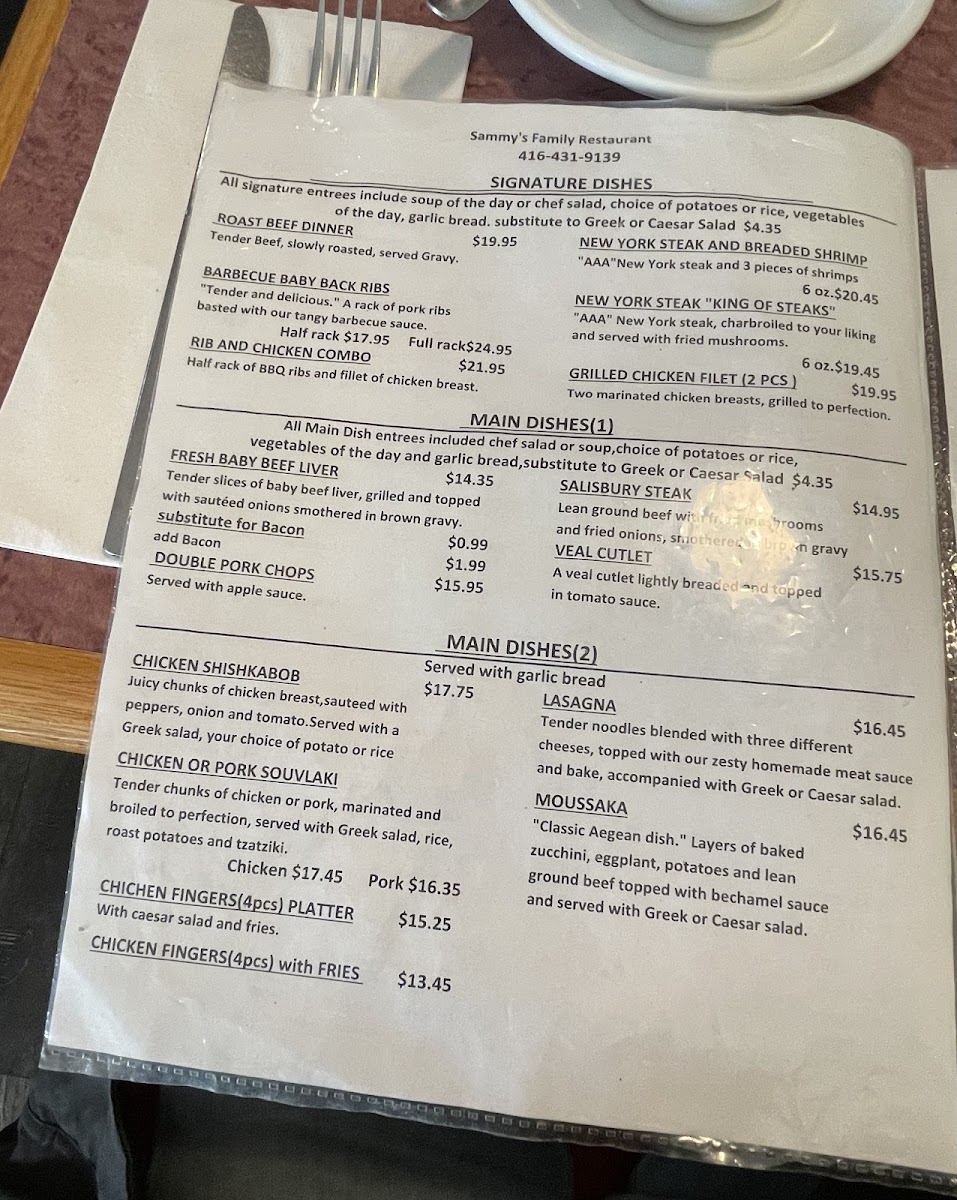 Sammy's Family Restaurant
416-431-9139
SIGNATURE DISHES
All signature entrees include soup of the day or chef salad, choice of potatoes or rice, vegetables
of the day, garlic bread. substitute to Greek or Caesar Salad $4.35
ROAST BEEF DINNER $19.95
Tender Beef, slowly roasted, served Gravy.
BARBECUE BABY BACK RIBS
"Tender and delicious." A rack of pork ribs
basted with our tangy barbecue sauce.
Half rack $17.95 Full rack$24.95
RIB AND CHICKEN COMBO $21.95
Half rack of BBQ ribs and fillet of chicken breast.
NEW YORK STEAK AND BREADED SHRIMP
"AAA"New York steak and 3 pieces of shrimps
6 oz.$20.45
NEW YORK STEAK "KING OF STEAKS"
"AAA" New York steak, charbroiled to your liking
and served with fried mushrooms.
6 oz.$19.45
GRILLED CHICKEN FILET (2 PCS ) $19.95
Two marinated chicken breasts, grilled to perfection.
MAIN DISHES(1)
All Main Dish entrees included chef salad or soup,choice of potatoes or rice,
vegetables of the day and garlic bread,substitute to Greek or Caesar Salad $4.35
FRESH BABY BEEF LIVER $14.35
Tender slices of baby beef liver, grilled and topped
with sautéed onions smothered in brown gravy.
substitute for Bacon $0.99
add Bacon $1.99
DOUBLE PORK CHOPS $15.95
Served with apple sauce.
SALISBURY STEAK $14.95
Lean ground beef with mushrooms
and fried onions, smothered brown gravy
VEAL CUTLET $15.75
A veal cutlet lightly breaded and topped
in tomato sauce.
MAIN DISHES(2)
Served with garlic bread
CHICKEN SHISHKABOB $17.75
Juicy chunks of chicken breast,sauteed with
peppers, onion and tomato.Served with a
Greek salad, your choice of potato or rice
CHICKEN OR PORK SOUVLAKI
Tender chunks of chicken or pork, marinated and
broiled to perfection, served with Greek salad, rice,
roast potatoes and tzatziki.
Chicken $17.45 Pork $16.35
CHICHEN FINGERS(4pcs) PLATTER $15.25
With caesar salad and fries.
CHICKEN FINGERS(4pcs) with FRIES $13.45
LASAGNA $16.45
Tender noodles blended with three different
cheeses, topped with our zesty homemade meat sauce
and bake, accompanied with Greek or Caesar salad.
MOUSSAKA $16.45
"Classic Aegean dish." Layers of baked
zucchini, eggplant, potatoes and lean
ground beef topped with bechamel sauce
and served with Greek or Caesar salad.